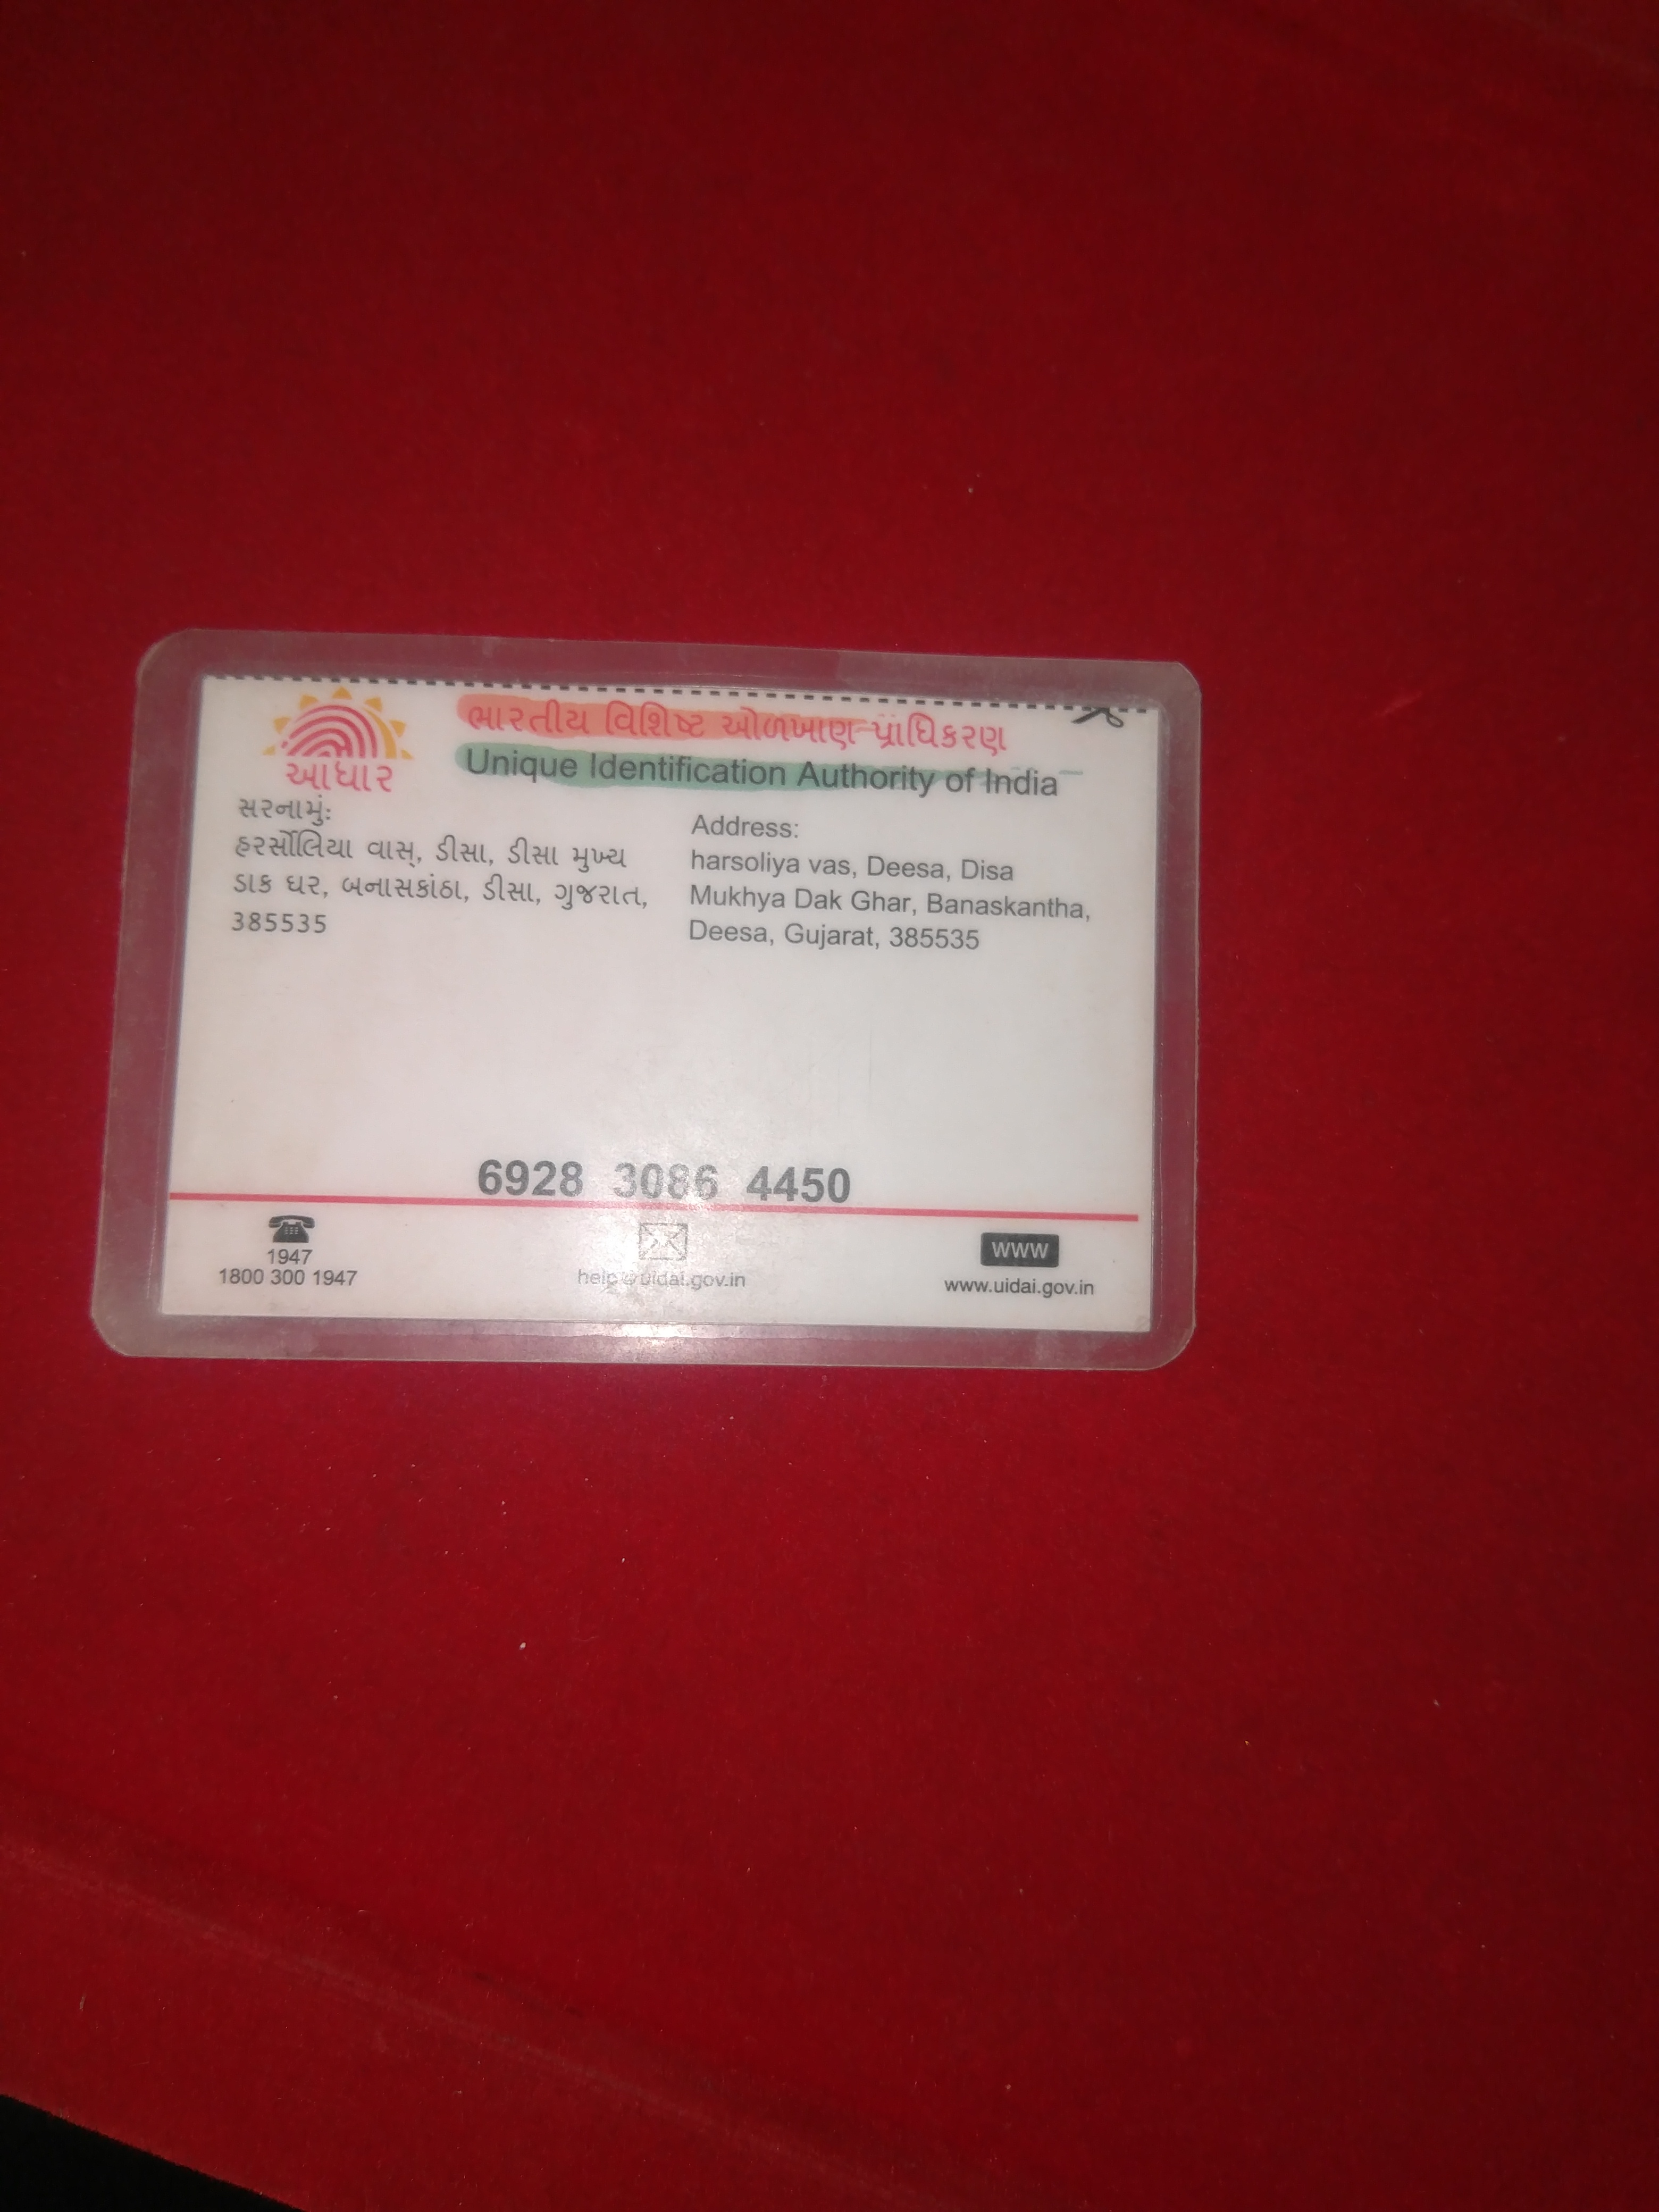 ભારતીય વિશિષ્ટ ઓળખાણ પ્રાધિકરણ
Unique Identification Authority of India
આધાર
સરનામું:
હરસોલિયા વાસ, ડીસા, ડીસા મુખ્ય
ડાક ઘર, બનાસકાંઠા, ડીસા, ગુજરાત,
385535
Address:
harsoliya vas, Deesa, Disa
Mukhya Dak Ghar, Banaskantha,
Deesa, Gujarat, 385535
6928 3086 4450
1947
1800 300 1947
help@uidai.gov.in
WWW
www.uidai.gov.in